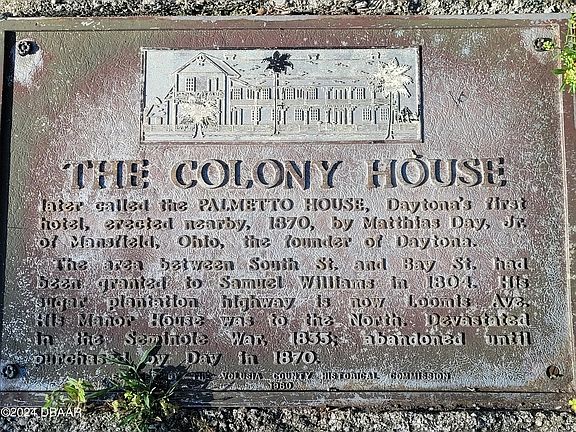 THE COLONY HOUSE
later called the PALMETTO HOUSE, Daytona's first
hotel, erected nearby, 1870, by Matthias Day, Jr.
of Mansfield, Ohio, the founder of Daytona.
The area between South St. and Bay St. had
been granted to Samuel Williams in 1804. His
sugar plantation highway is now Loomis Ave.
His Manor House was to the North. Devastated
in the Seminole War, 1835; abandoned until
purchased by Day in 1870.
THE VOLUSIA COUNTY HISTORICAL COMMISSION
1960
© 2024 DBAAR